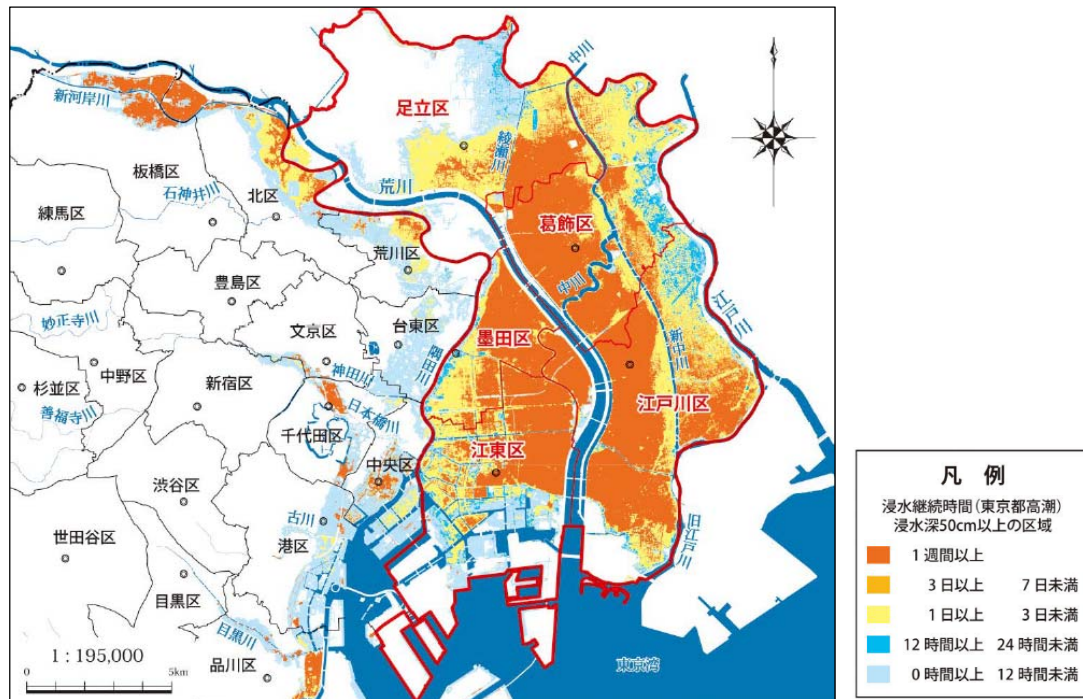 新河岸川
板橋区
石神井川
北区
練馬区
豊島区
荒川区
文京区
台東区
妙正寺川
中野区
杉並区
善福寺川
新宿区
神田川
日本橋川
千代田区
中央区
渋谷区
古川
港区
世田谷区
目黒区
目黒川
品川区
足立区
綾瀬川
中川
荒川
葛飾区
中川
隅田川
墨田区
新中川
江戸川
江戸川区
江東区
旧江戸川
東京湾
1:195,000
0 5km
凡 例
浸水継続時間(東京都高潮)
浸水深50cm以上の区域
1週間以上
3日以上 7日未満
1日以上 3日未満
12時間以上 24時間未満
0時間以上 12時間未満